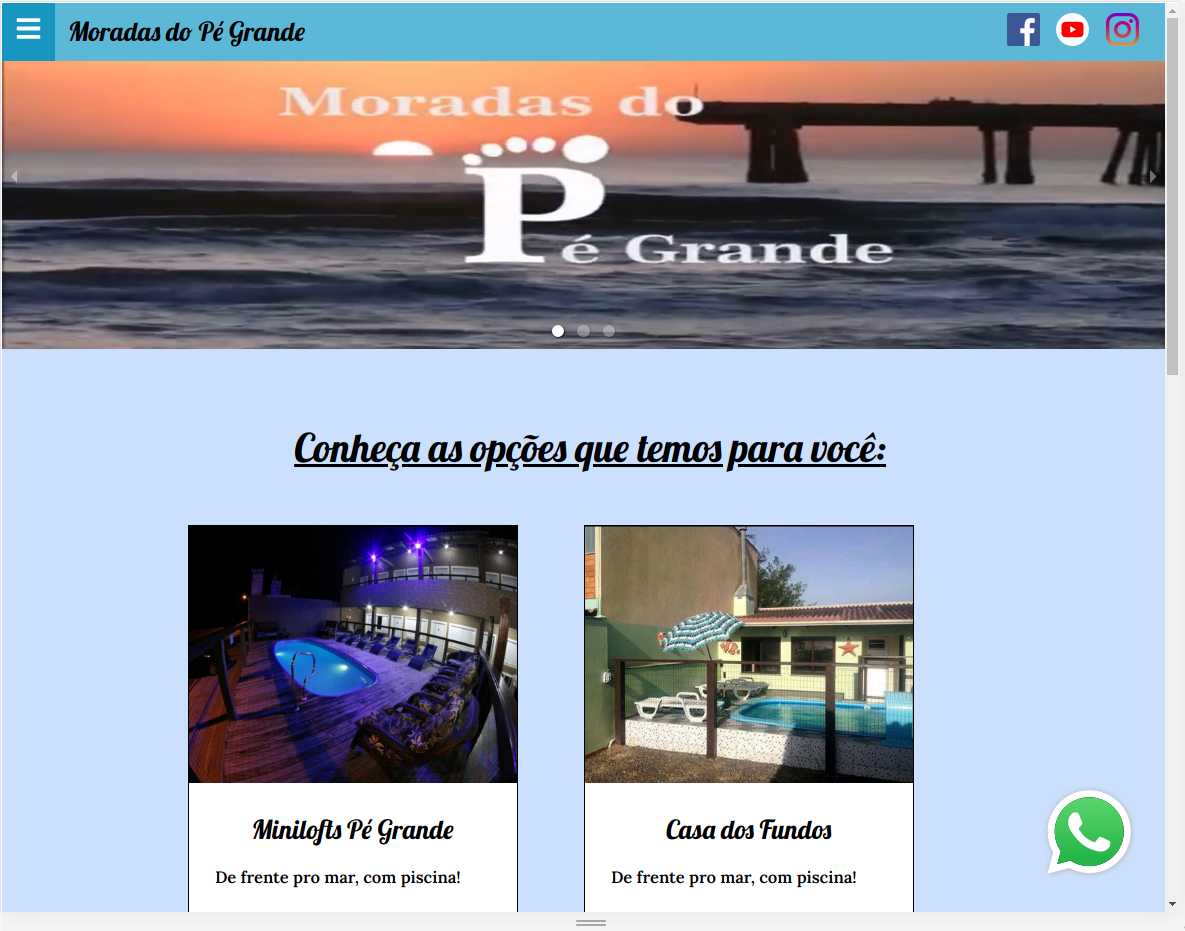 Moradas do Pé Grande
Moradas do
Pé Grande
Conheça as opções que temos para você:
Minilofts Pé Grande
De frente pro mar, com piscina!
Casa dos Fundos
De frente pro mar, com piscina!